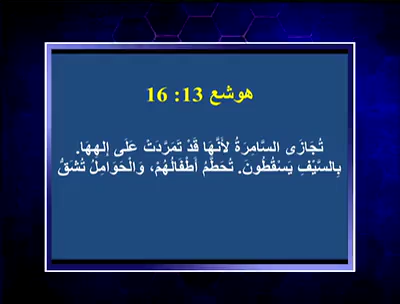 هوشع 13: 16
تُجَازَى السَّامِرَةُ لأَنَّهَا قَدْ تَمَرَّدَتْ عَلَى إِلهِهَا.
بِالسَّيْفِ يَسْقُطُونَ. تُحَطَّمُ أَطْفَالُهُمْ، وَالْحَوَامِلُ تُشَقُّ